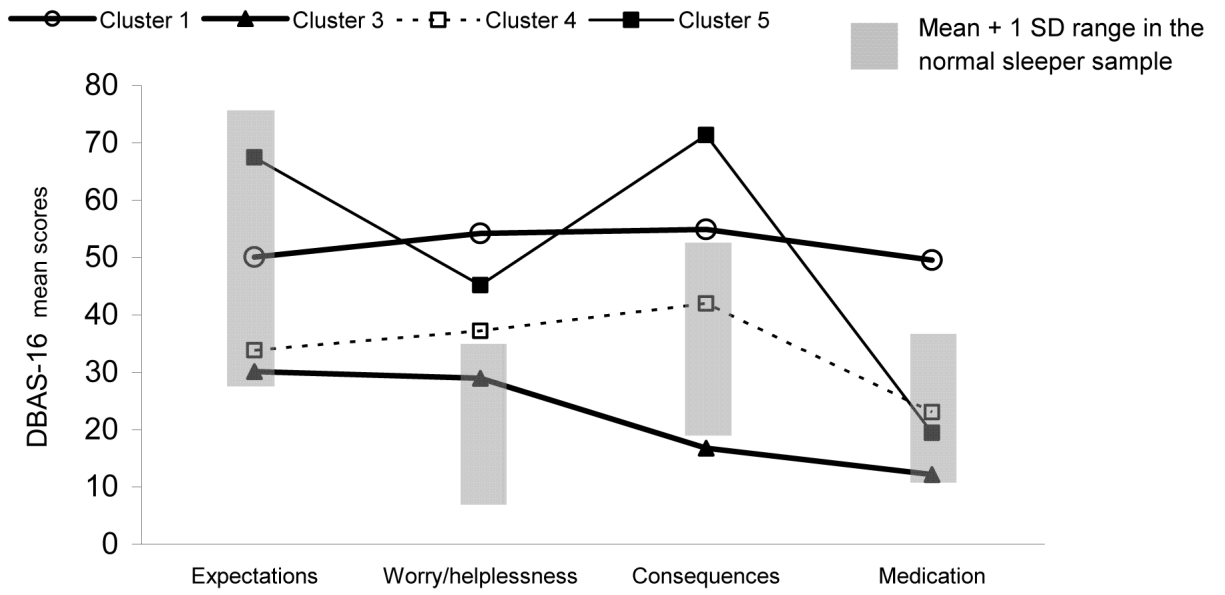 Cluster 1 Cluster 3 Cluster 4 Cluster 5
Mean + 1 SD range in the
normal sleeper sample
DBAS-16 mean scores
80
70
60
50
40
30
20
10
0
Expectations Worry/helplessness Consequences Medication